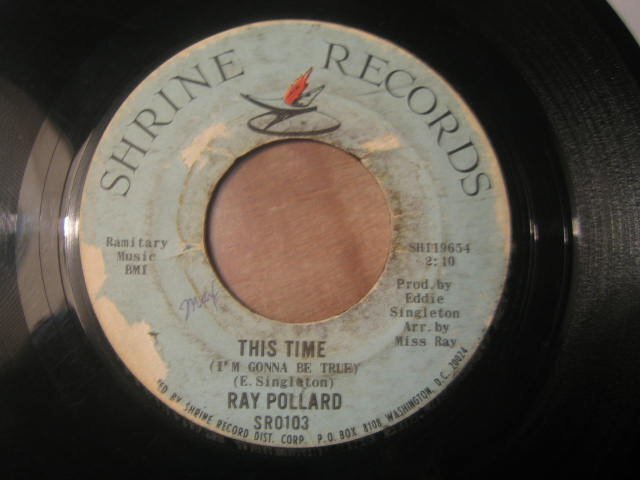 SHRINE RECORDS
Ramitary
Music
BMI
SH119654
2:10
Prod. by
Eddie
Singleton
Arr. by
Miss Ray
THIS TIME
(I'M GONNA BE TRUE)
(E. Singleton)
RAY POLLARD
SR0103
BY SHRINE RECORD DIST. CORP. P.O. BOX 8108 WASHINGTON, D.C. 20024